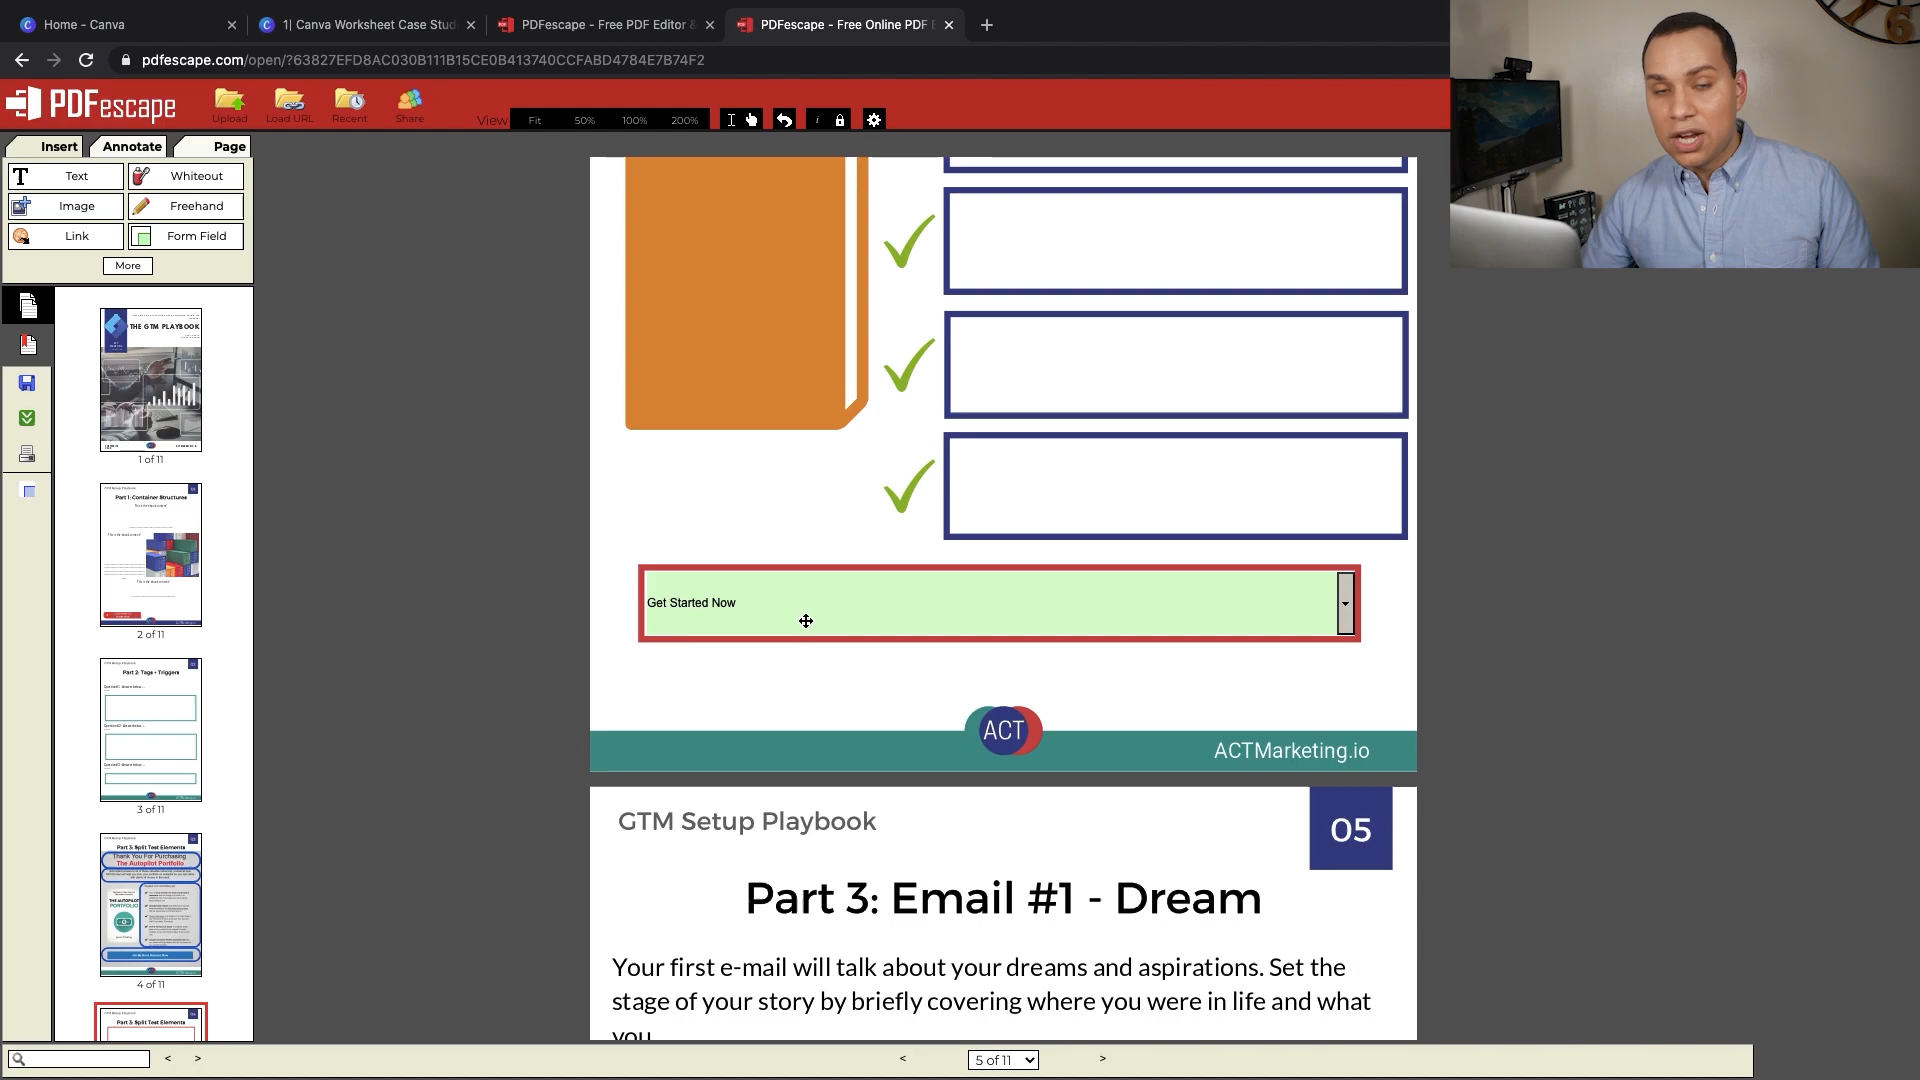 Home - Canva
1| Canva Worksheet Case Stud
PDFescape - Free PDF Editor &
PDFescape - Free Online PDF E
pdfescape.com/open/?63827EFD8AC030B111B15CE0B413740CCFABD4784E7B74F2
PDFescape
Upload
Load URL
Recent
Share
View
Fit
50%
100%
200%
Insert
Annotate
Page
Text
Whiteout
Image
Freehand
Link
Form Field
More
THE GTM PLAYBOOK
1 of 11
Part 1: Container Structures
2 of 11
Part 2: Tags + Triggers
3 of 11
Part 3: Split Test Elements
Thank You For Purchasing
The Autopilot Portfolio
THE AUTOPILOT
PORTFOLIO
4 of 11
Part 3: Split Test Elements
Get Started Now
ACT
ACTMarketing.io
GTM Setup Playbook
05
Part 3: Email #1 - Dream
Your first e-mail will talk about your dreams and aspirations. Set the
stage of your story by briefly covering where you were in life and what
you
< >
< 5 of 11 >